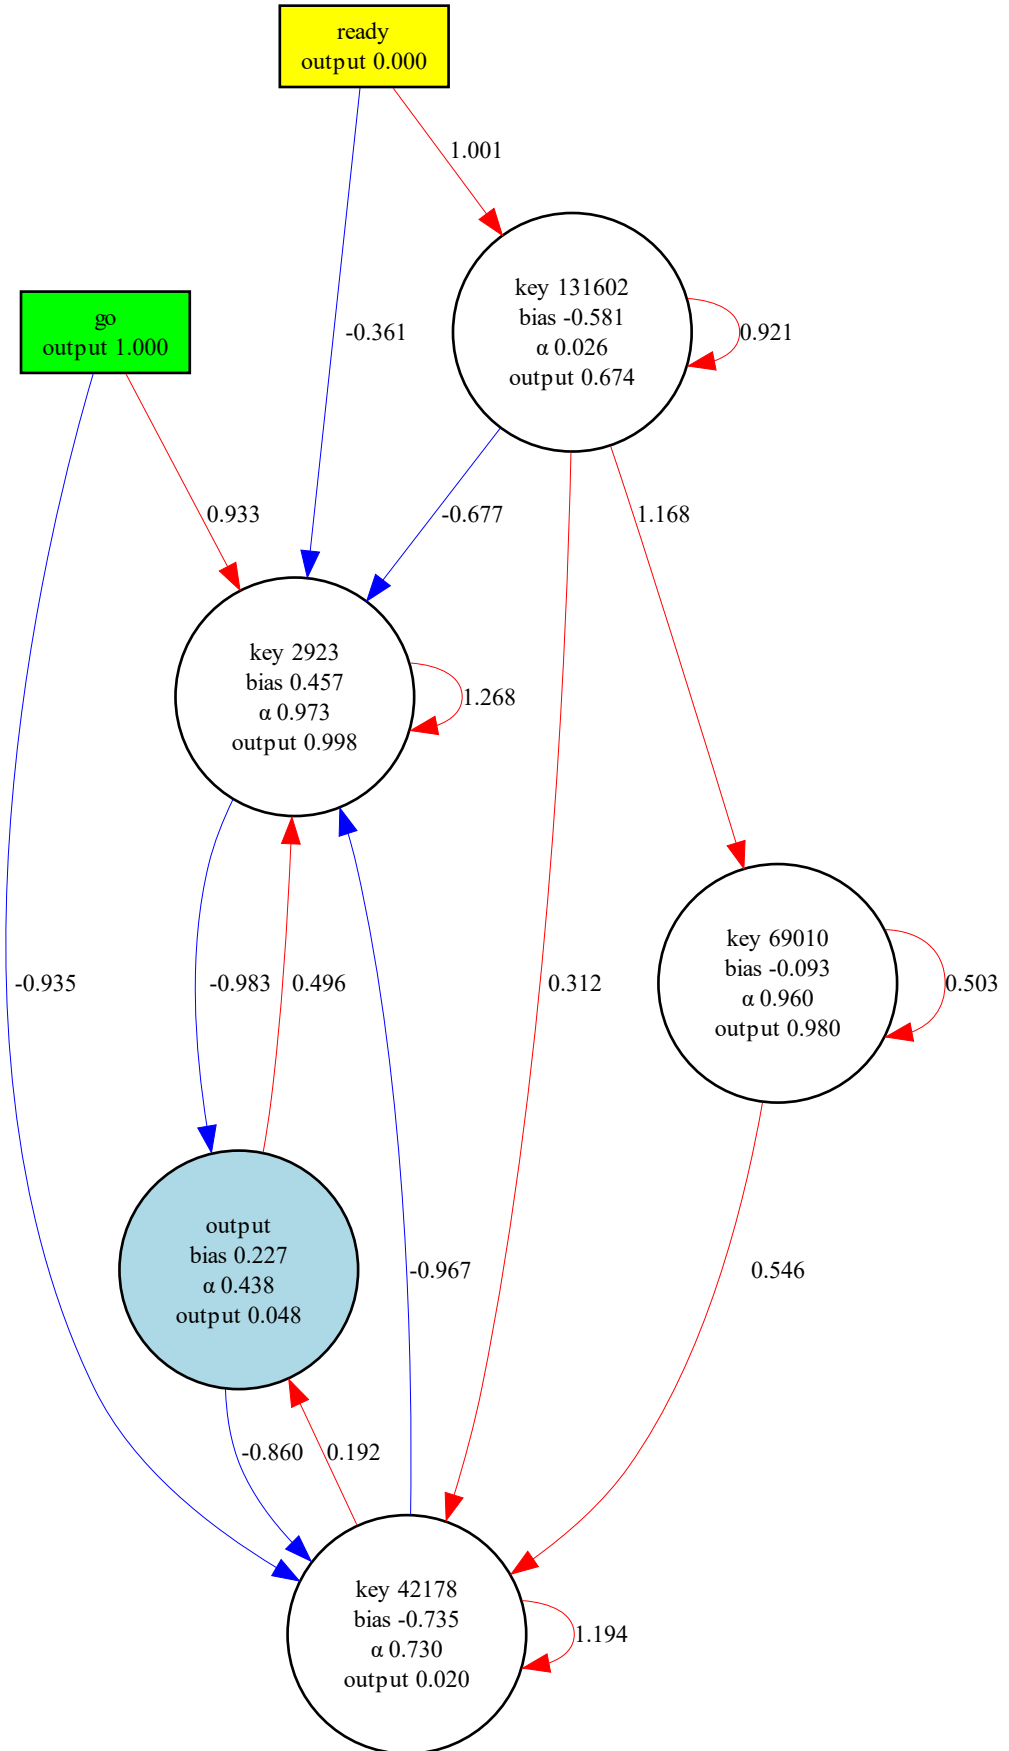 ready
output 0.000
1.001
go
output 1.000
-0.361
key 131602
bias -0.581
α 0.026
output 0.674
0.921
0.933
-0.677
1.168
key 2923
bias 0.457
α 0.973
output 0.998
1.268
-0.935
-0.983
0.496
0.312
key 69010
bias -0.093
α 0.960
output 0.980
0.503
output
bias 0.227
α 0.438
output 0.048
-0.967
0.546
-0.860
0.192
key 42178
bias -0.735
α 0.730
output 0.020
1.194